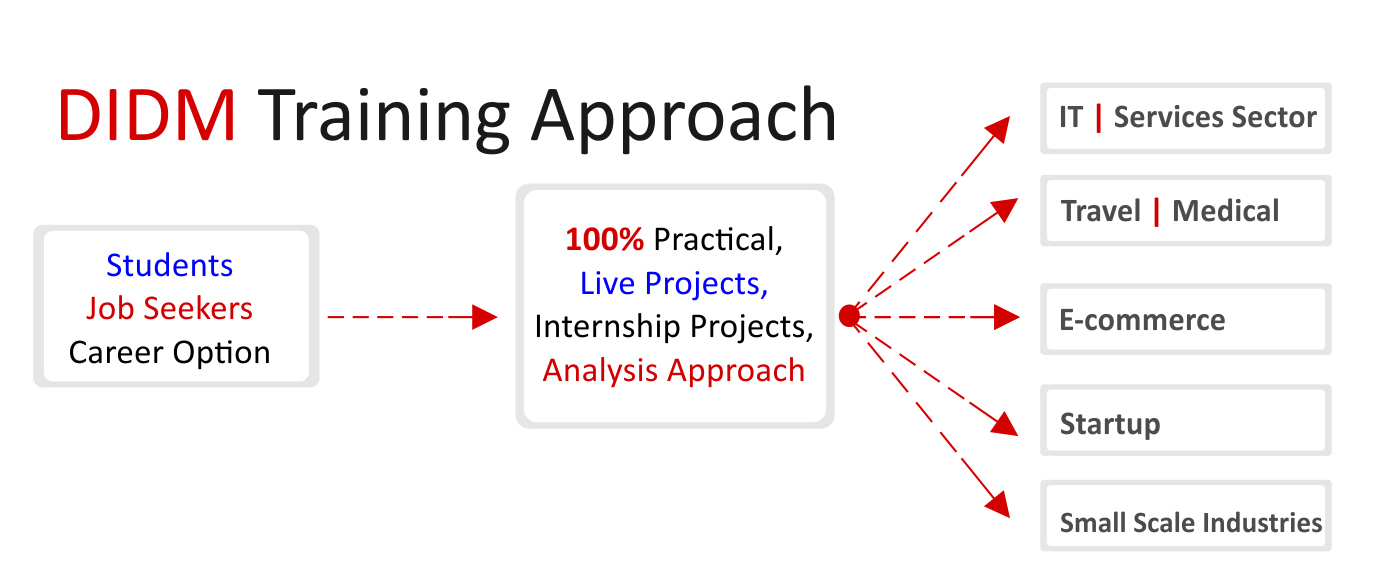 DIDM Training Approach
Students
Job Seekers
Career Option
100% Practical,
Live Projects,
Internship Projects,
Analysis Approach
IT | Services Sector
Travel | Medical
E-commerce
Startup
Small Scale Industries